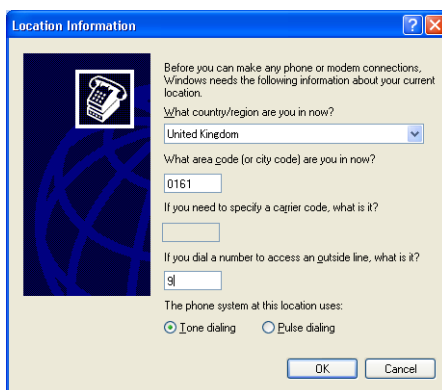 Location Information
Before you can make any phone or modem connections,
Windows needs the following information about your current
location.
What country/region are you in now?
United Kingdom
What area code (or city code) are you in now?
0161
If you need to specify a carrier code, what is it?
If you dial a number to access an outside line, what is it?
9
The phone system at this location uses:
Tone dialing Pulse dialing
OK Cancel